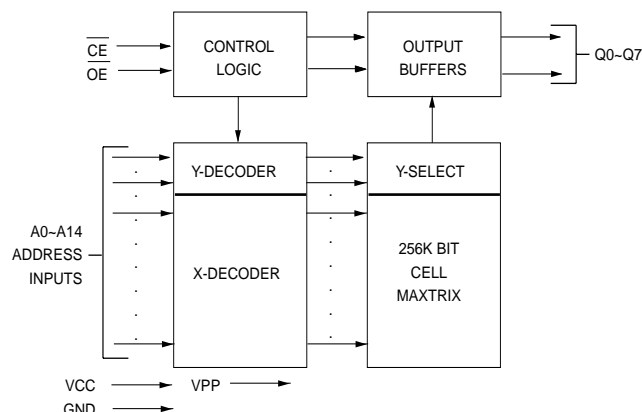 CE
OE
CONTROL
LOGIC
OUTPUT
BUFFERS
Q0~Q7
Y-DECODER
Y-SELECT
A0~A14
ADDRESS
INPUTS
X-DECODER
256K BIT
CELL
MAXTRIX
VCC
VPP
GND